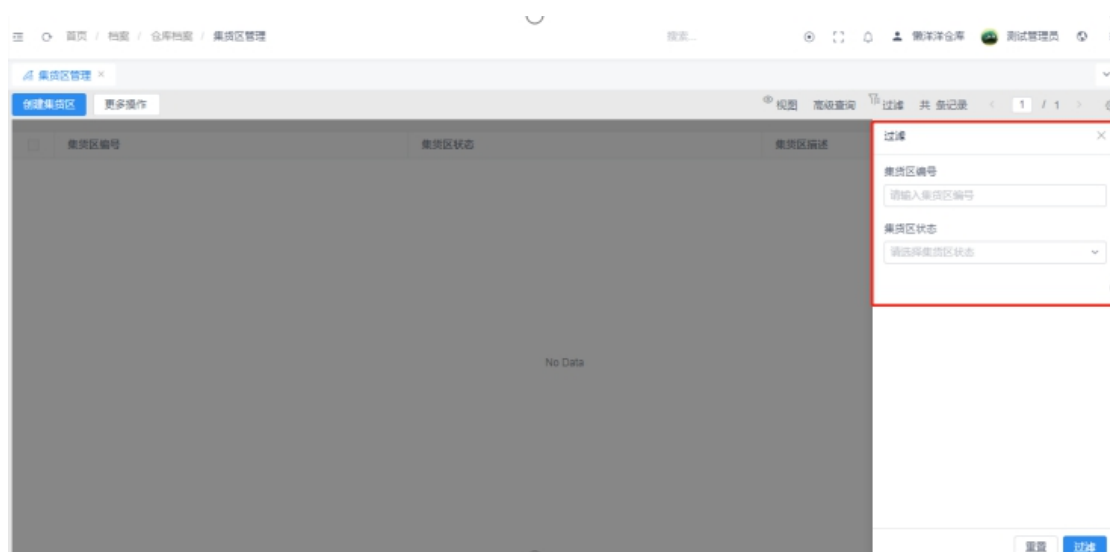 首页 / 档案 / 仓库档案 / 集货区管理
搜索...
懒洋洋仓库
测试管理员
集货区管理 ×
创建集货区
更多操作
视图
高级查询
过滤
共 条记录
< 1 / 1 >
集货区编号
集货区状态
集货区描述
No Data
过滤 ×
集货区编号
请输入集货区编号
集货区状态
请选择集货区状态
重置
过滤